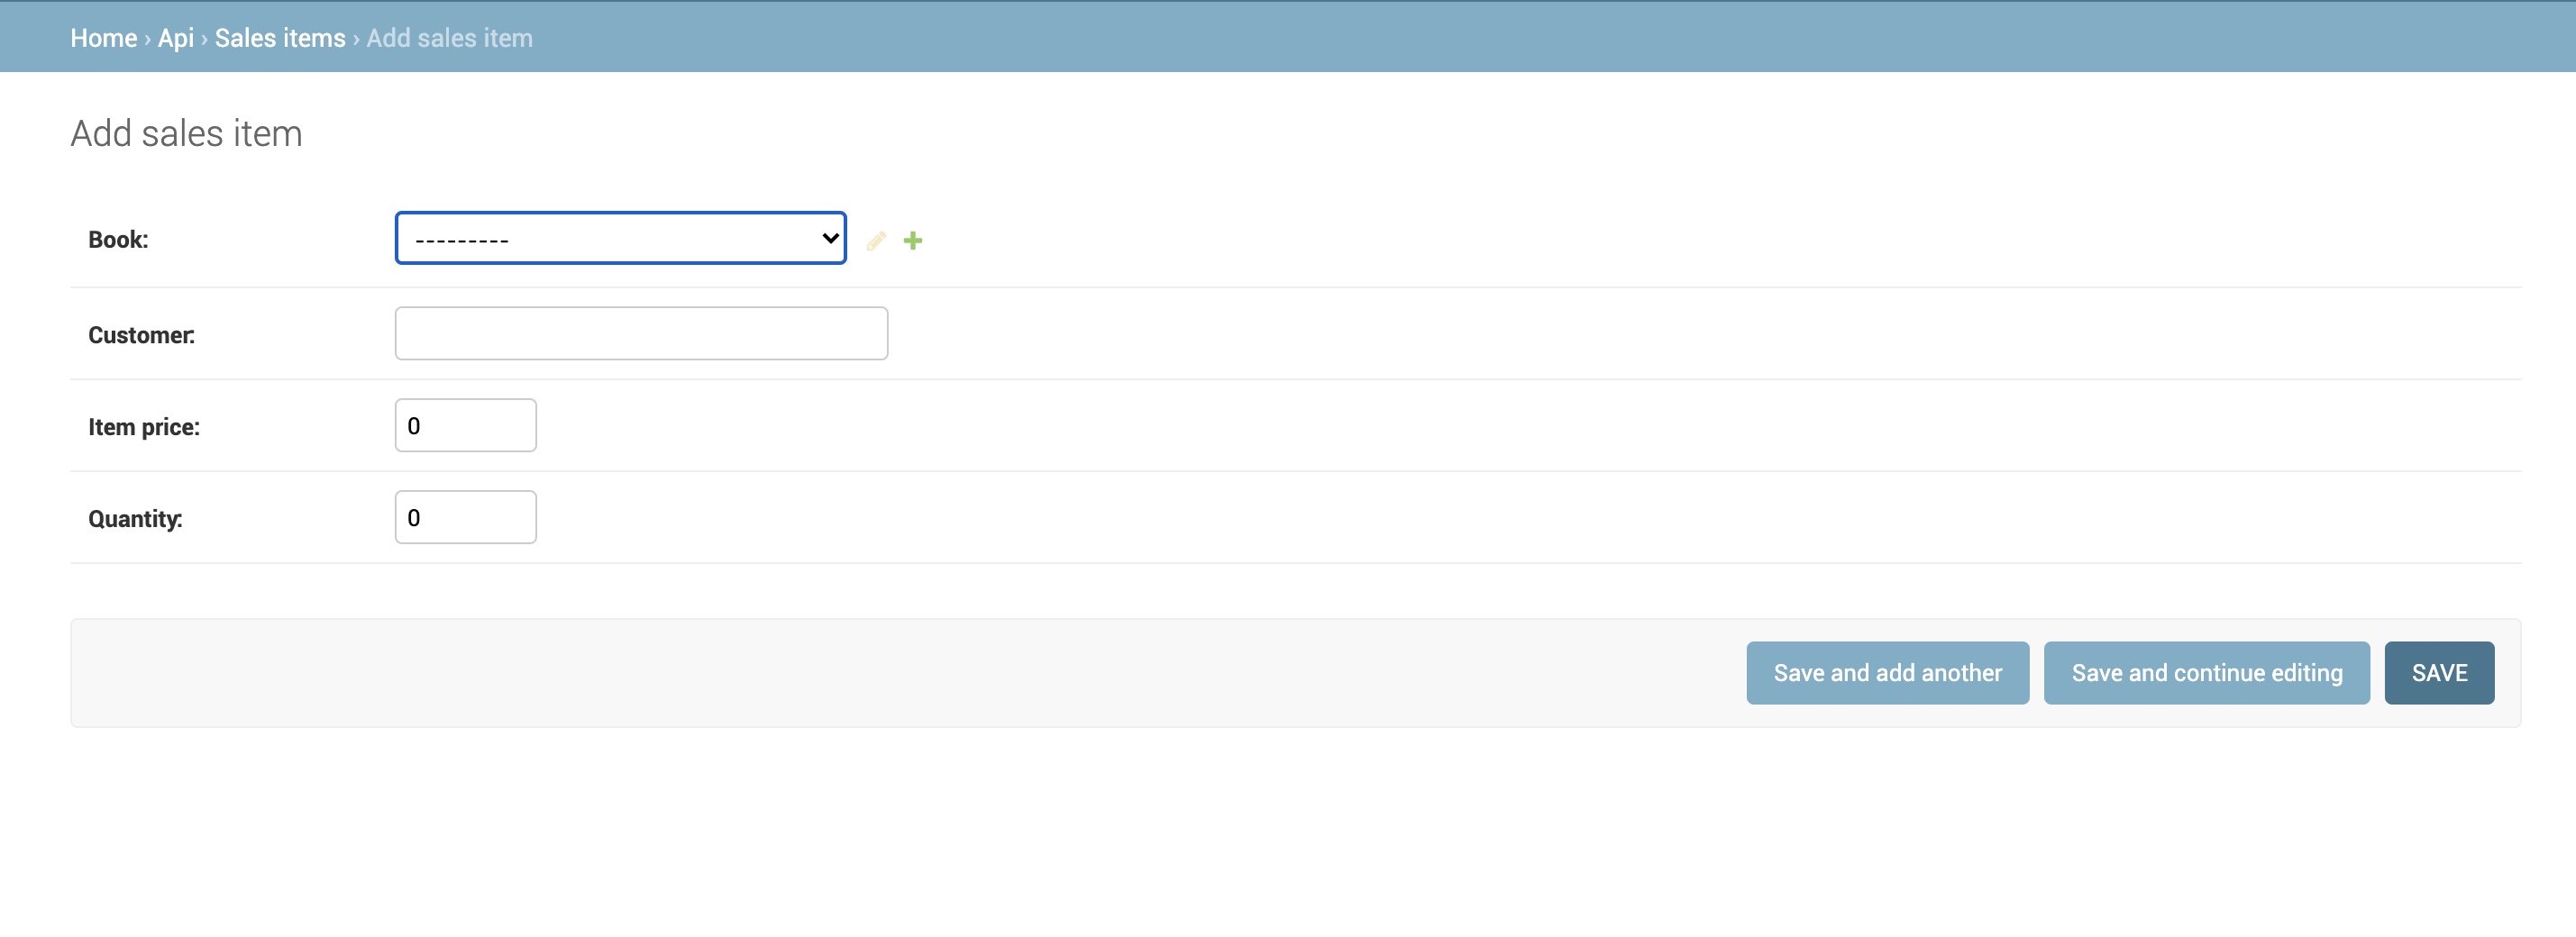 Home › Api › Sales items › Add sales item
Add sales item
Book: ---------
Customer:
Item price: 0
Quantity: 0
Save and add another Save and continue editing SAVE